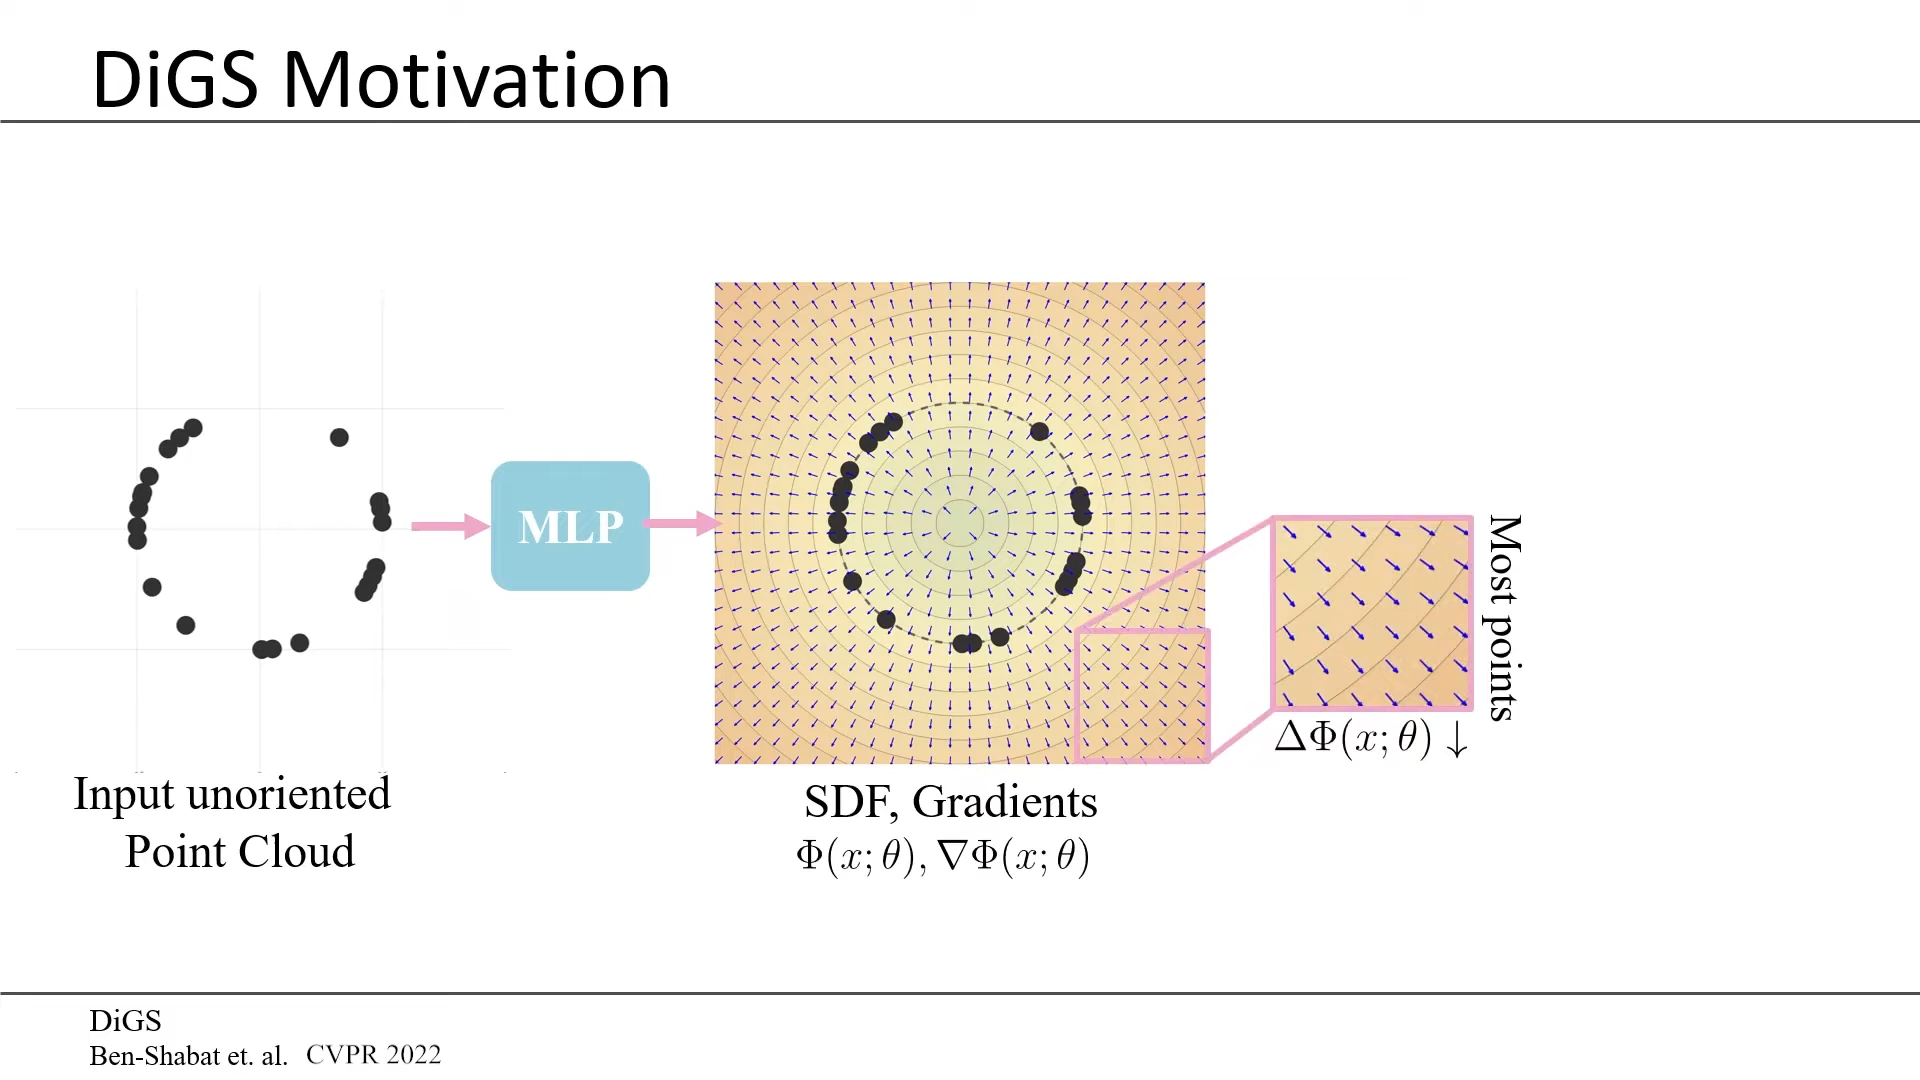 DiGS Motivation
MLP
Most points
ΔΦ(x; θ) ↓
Input unoriented
Point Cloud
SDF, Gradients
Φ(x; θ), ∇Φ(x; θ)
DiGS
Ben-Shabat et. al. CVPR 2022